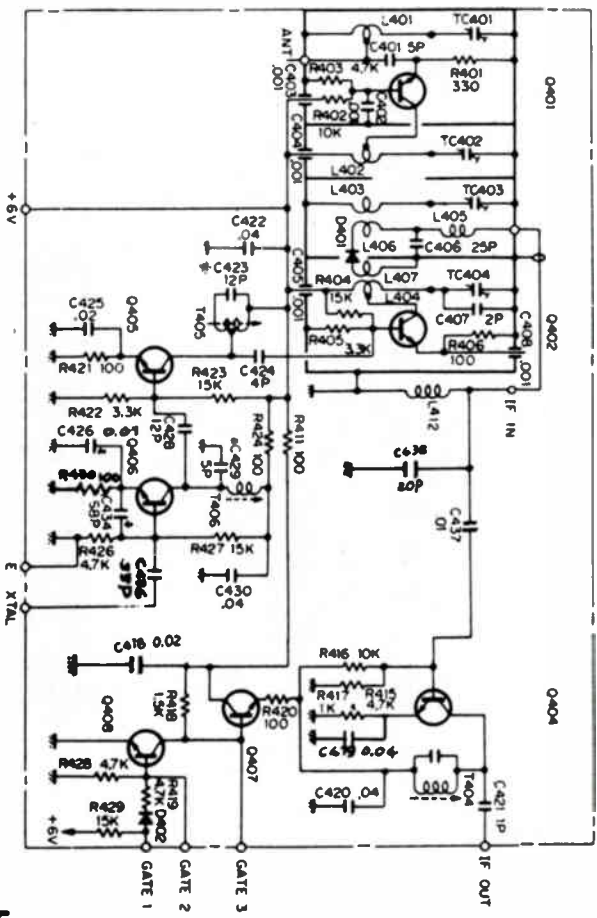 L401
TC401
ANT
C401 5P
R403 4.7K
R401
330
Q401
C403
.001
C402
R402
10K
C404
.001
L402
TC402
L403
TC403
L405
D401
L406
C406 25P
C405
.001
R404
15K
L407
L404
TC404
C407
2P
R405
3.3K
R406
100
C408
.001
Q402
+6V
C422
.04
C423
12P
T405
C425
.02
Q405
R421 100
R423
15K
C424
4P
R422 3.3K
C428
12P
R424 100
R411 100
L412
IF IN
C426 0.01
Q406
C429
5P
T406
C438
20P
C437
.01
C434
58P
R426
4.7K
R427 15K
C430
.04
E
XTAL
C418 0.02
R418
1.5K
R420
100
R416 10K
R417
1K
R415
4.7K
Q404
C419 0.04
Q408
Q407
R428
4.7K
R419
4.7K
D402
R429
15K
+6V
C420 .04
T404
C421 1P
GATE 1
GATE 2
GATE 3
IF OUT